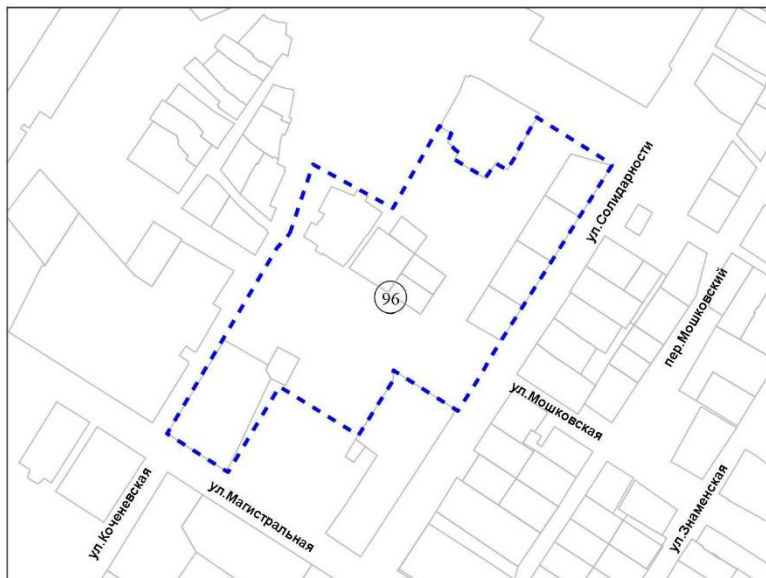 ул.Солидарности
96
пер.Мошковский
ул.Мошковская
ул.Коченевская
ул.Магистральная
ул.Знаменская